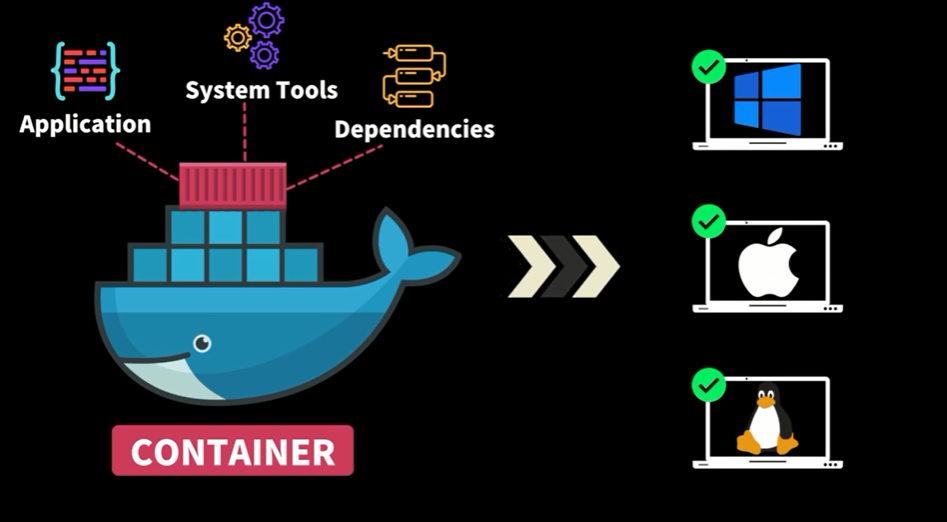 Application
System Tools
Dependencies
CONTAINER